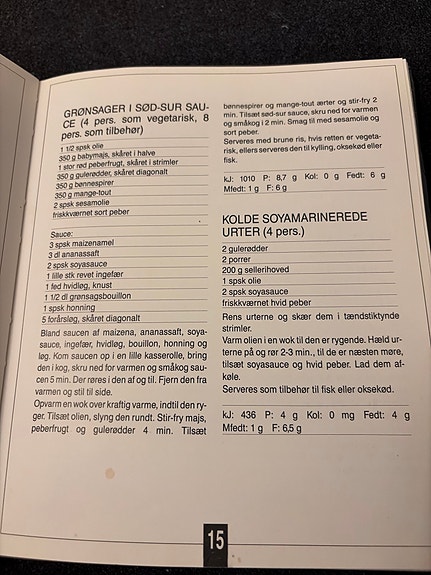 GRØNSAGER I SØD-SUR SAU-
CE (4 pers. som vegetarisk, 8
pers. som tilbehør)
1 1/2 spsk olie
350 g babymajs, skåret i halve
1 stor rød peberfrugt, skåret i strimler
350 g gulerødder, skåret diagonalt
350 g bønnespirer
350 g mange-tout
2 spsk sesamolie
friskkværnet sort peber
Sauce:
3 spsk maizenamel
3 dl ananassaft
2 spsk soyasauce
1 lille stk revet ingefær
1 fed hvidløg, knust
1 1/2 dl grønsagsbouillon
1 spsk honning
5 forårsløg, skåret diagonalt
Bland saucen af maizena, ananassaft, soya-
sauce, ingefær, hvidløg, bouillon, honning og
løg. Kom saucen op i en lille kasserolle, bring
den i kog, skru ned for varmen og småkog sau-
cen 5 min. Der røres i den af og til. Fjern den fra
varmen og stil til side.
Opvarm en wok over kraftig varme, indtil den ry-
ger. Tilsæt olien, slyng den rundt. Stir-fry majs,
peberfrugt og gulerødder 4 min. Tilsæt
bønnespirer og mange-tout ærter og stir-fry 2
min. Tilsæt sød-sur sauce, skru ned for varmen
og småkog i 2 min. Smag til med sesamolie og
sort peber.
Serveres med brune ris, hvis retten er vegeta-
risk, ellers serveres den til kylling, oksekød eller
fisk.
kJ: 1010 P: 8,7 g Kol: 0 g Fedt: 6 g
Mfedt: 1 g F: 6 g
KOLDE SOYAMARINEREDE
URTER (4 pers.)
2 gulerødder
2 porrer
200 g sellerihoved
1 spsk olie
2 spsk soyasauce
friskkværnet hvid peber
Rens urterne og skær dem i tændstiktynde
strimler.
Varm olien i en wok til den er rygende. Hæld ur-
terne på og rør 2-3 min., til de er næsten møre,
tilsæt soyasauce og hvid peber. Lad dem af-
køle.
Serveres som tilbehør til fisk eller oksekød.
kJ: 436 P: 4 g Kol: 0 mg Fedt: 4 g
Mfedt: 1 g F: 6,5 g
15